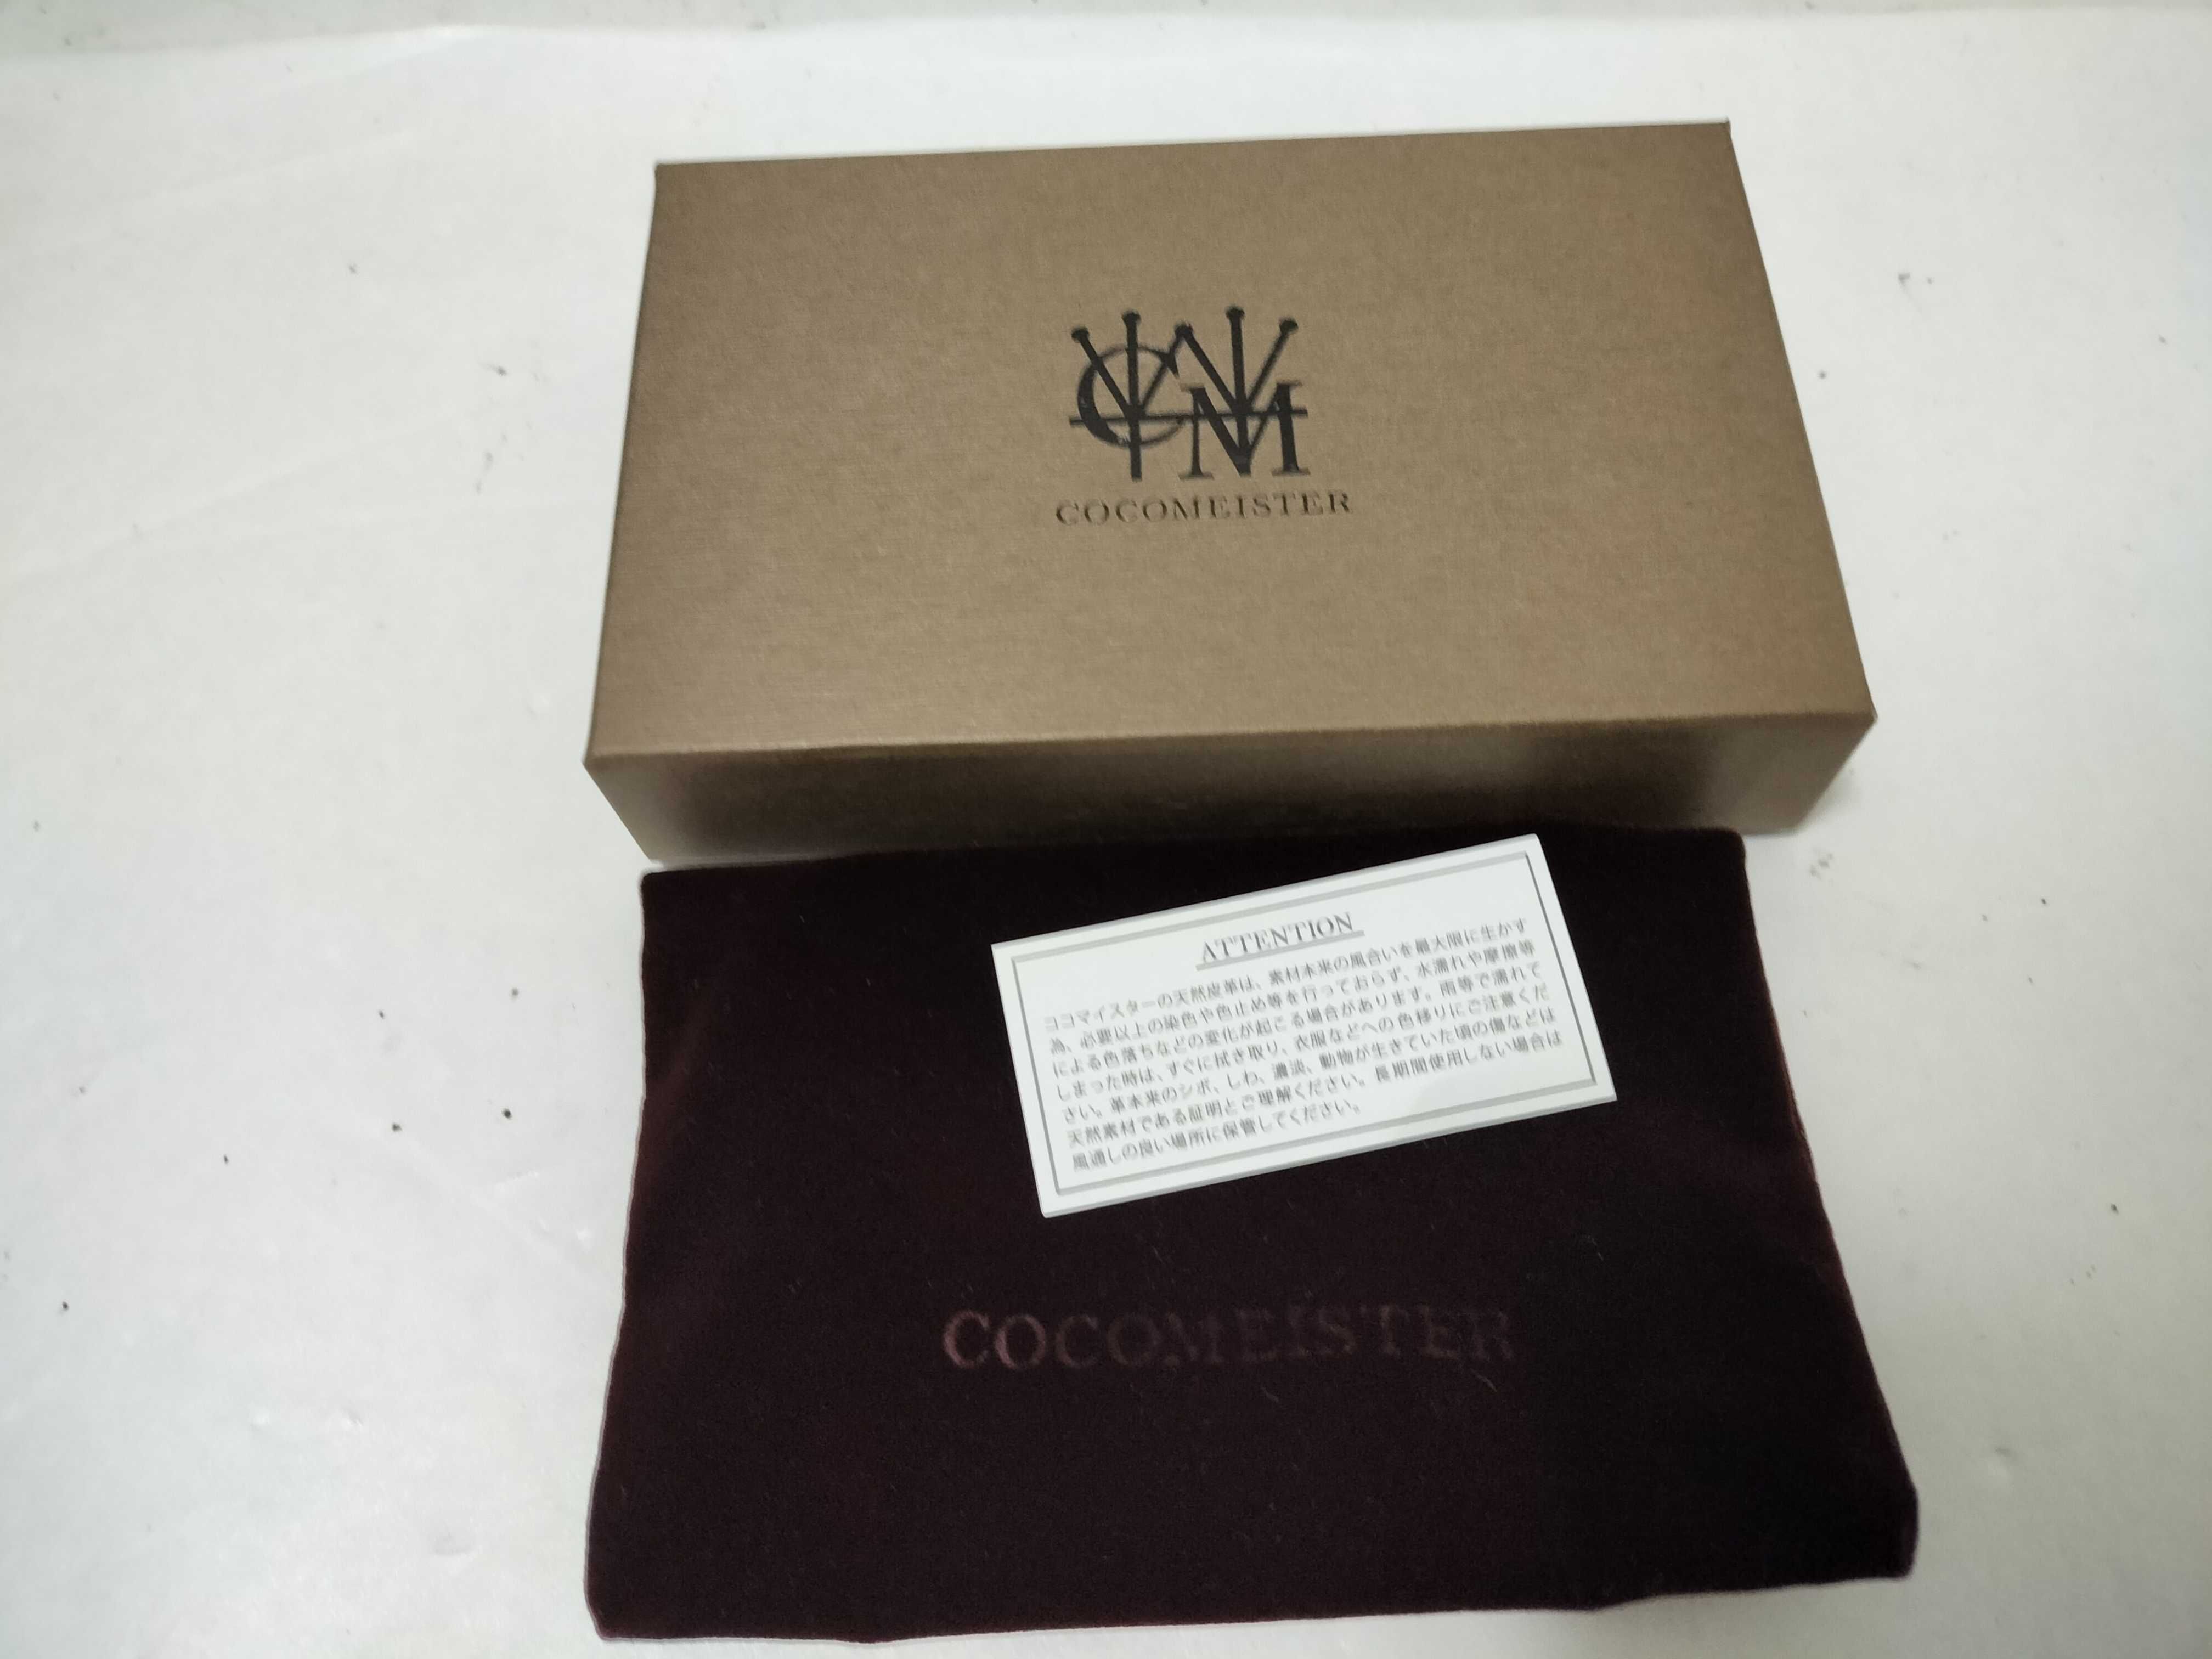 CM
COCOMEISTER
ATTENTION
ココマイスターの天然皮革は、素材本来の風合いを最大限に生かす
為、必要以上の染色や色止め等を行っておらず、水濡れや摩擦等
による色落ちなどの変化が起こる場合があります。雨等で濡れて
しまった時は、すぐに拭き取り、衣服などへの色移りにご注意くだ
さい。革本来のシボ、しわ、濃淡、動物が生きていた頃の傷などは
天然素材である証明とご理解ください。長期間使用しない場合は
風通しの良い場所に保管してください。
COCOMEISTER